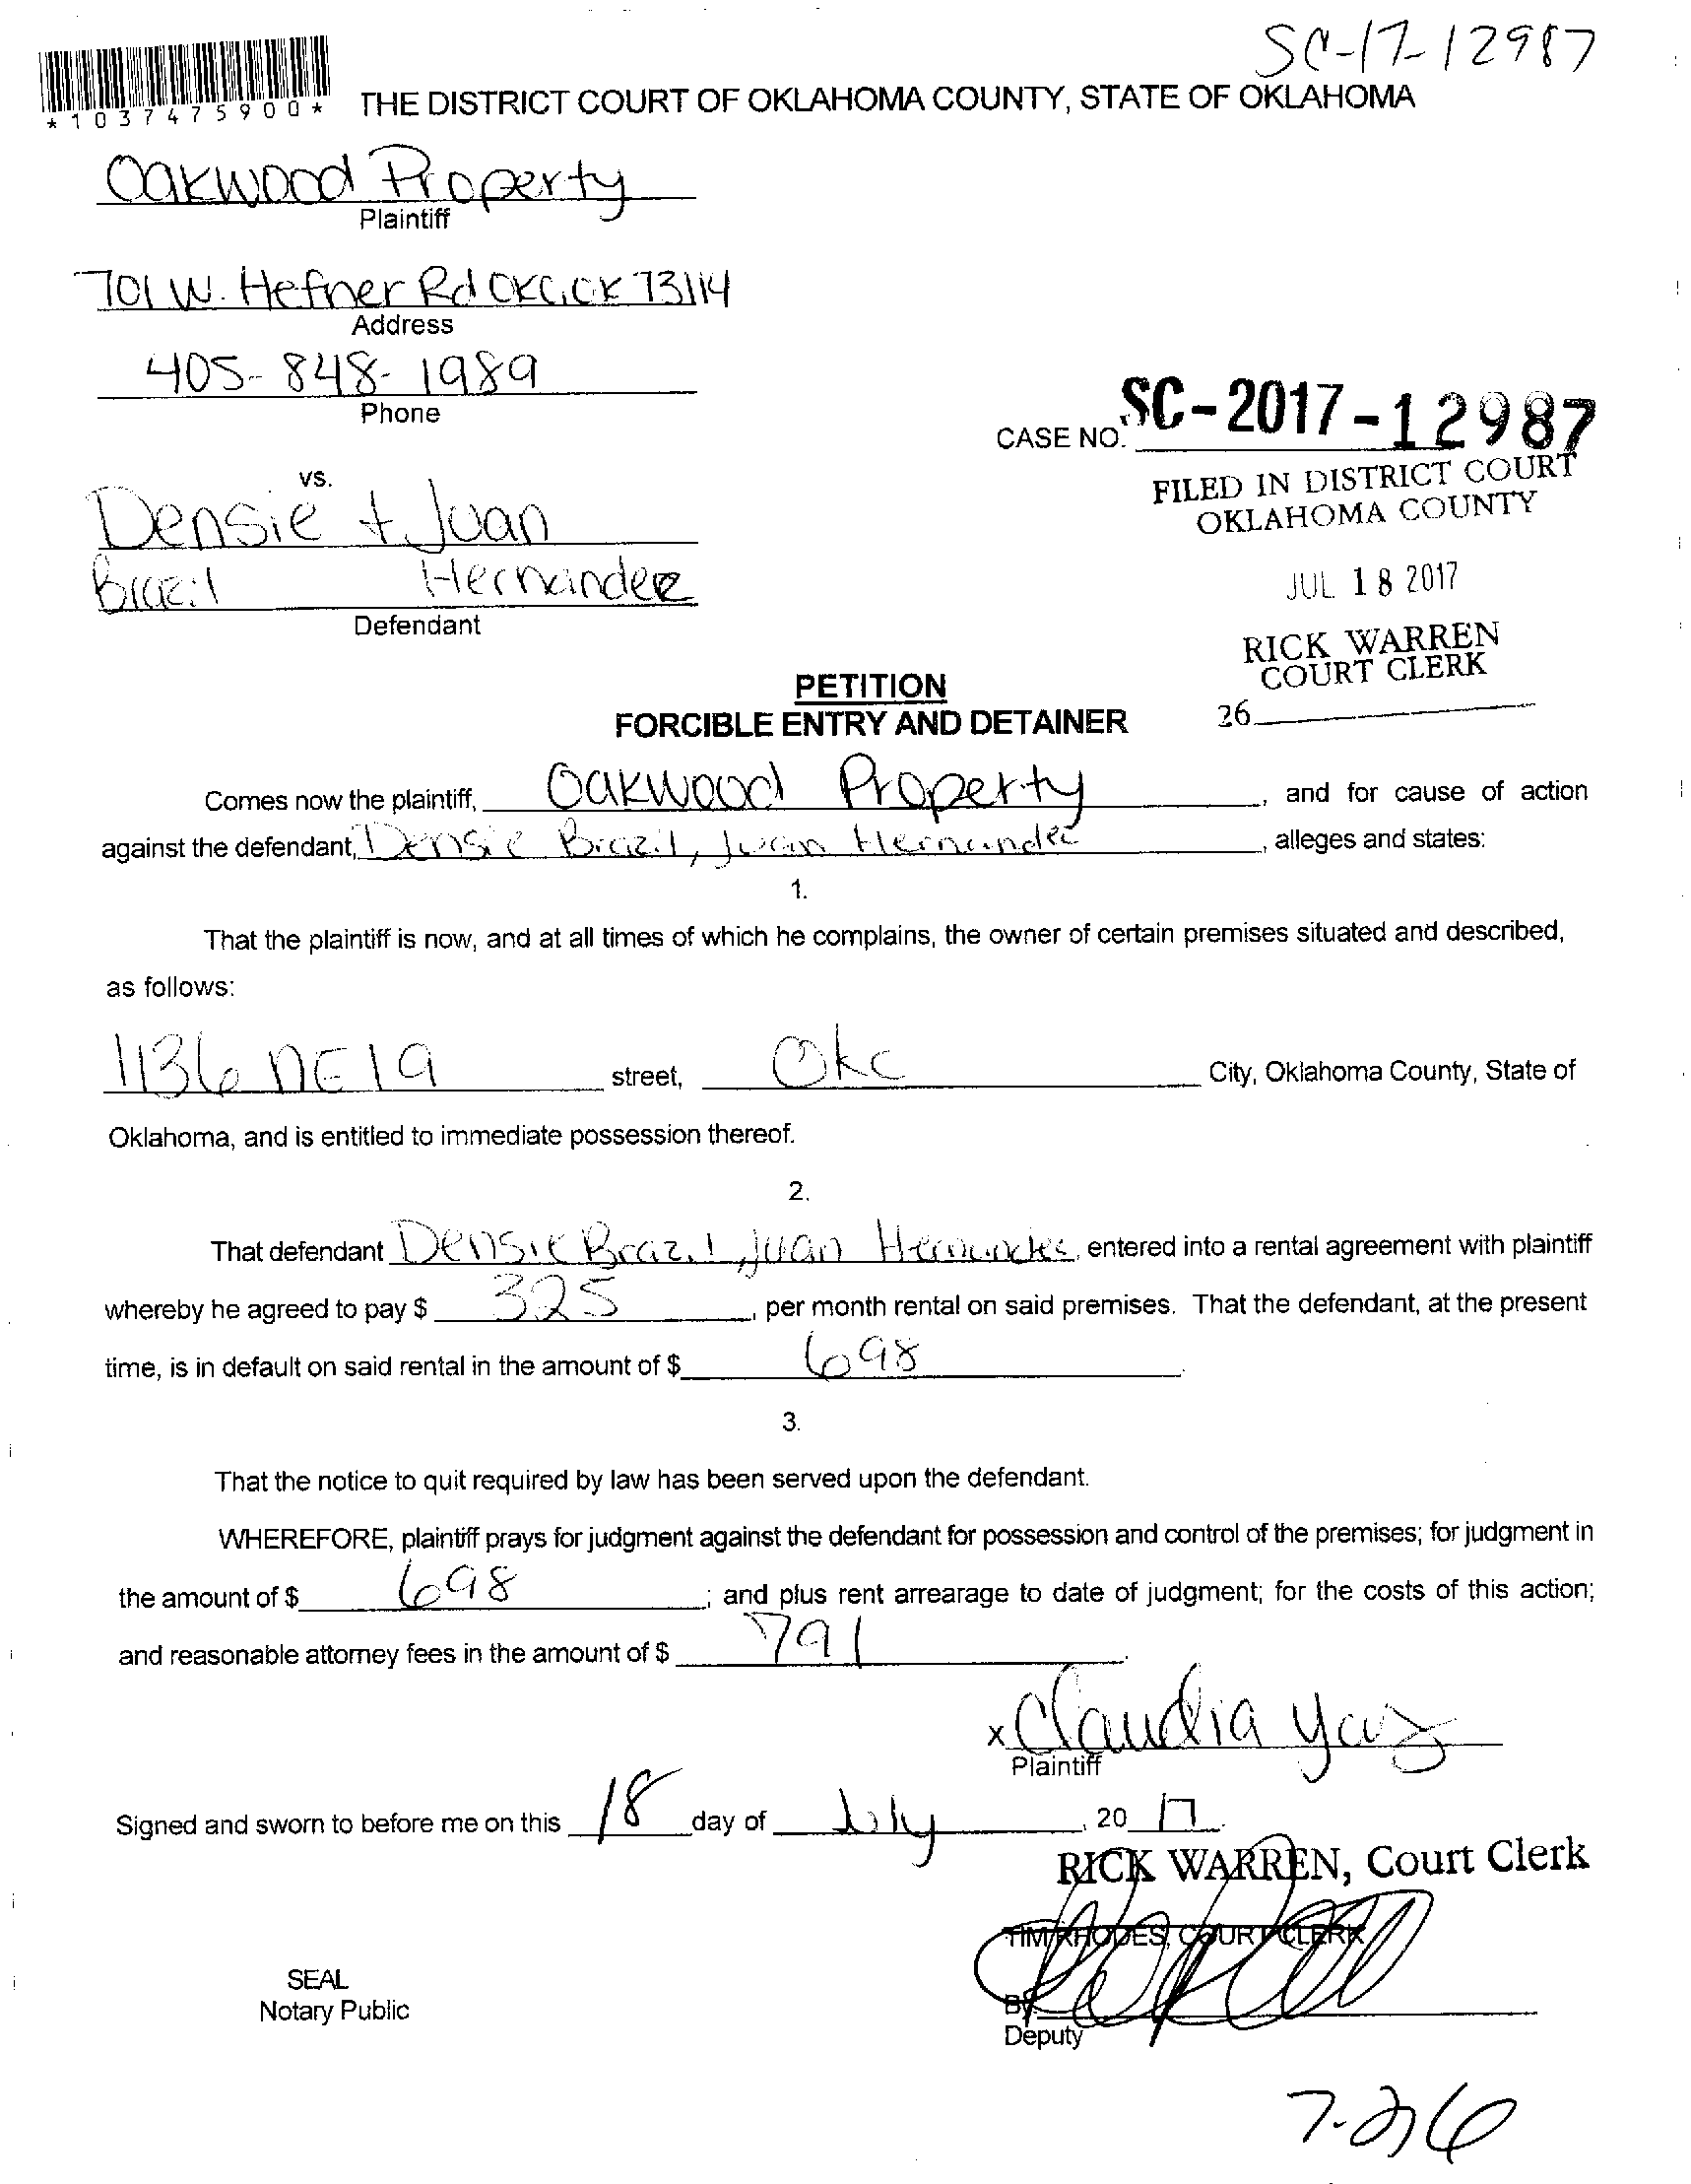 SC-17-12987
*1037475900*
THE DISTRICT COURT OF OKLAHOMA COUNTY, STATE OF OKLAHOMA
Oakwood Property
Plaintiff
701 W. Hefner Rd OKC, OK 73114
Address
405-848-1989
Phone
CASE NO. SC-2017-12987
FILED IN DISTRICT COURT
OKLAHOMA COUNTY
JUL 18 2017
RICK WARREN
COURT CLERK
26
vs.
Densie + Juan
Brazil Hernandez
Defendant
PETITION
FORCIBLE ENTRY AND DETAINER
Comes now the plaintiff, Oakwood Property, and for cause of action
against the defendant, Densie Brazil, Juan Hernandez, alleges and states:
1.
That the plaintiff is now, and at all times of which he complains, the owner of certain premises situated and described,
as follows:
1136 NE 19 street, Okc City, Oklahoma County, State of
Oklahoma, and is entitled to immediate possession thereof.
2.
That defendant Densie Brazil, Juan Hernandez, entered into a rental agreement with plaintiff
whereby he agreed to pay $ 325, per month rental on said premises. That the defendant, at the present
time, is in default on said rental in the amount of $ 698.
3.
That the notice to quit required by law has been served upon the defendant.
WHEREFORE, plaintiff prays for judgment against the defendant for possession and control of the premises; for judgment in
the amount of $ 698; and plus rent arrearage to date of judgment; for the costs of this action;
and reasonable attorney fees in the amount of $ 791.
x Claudia
Plaintiff
Signed and sworn to before me on this 18 day of July, 20 17.
RICK WARREN, Court Clerk
TIM RHODES, COURT CLERK
SEAL
Notary Public
By
Deputy
7-26